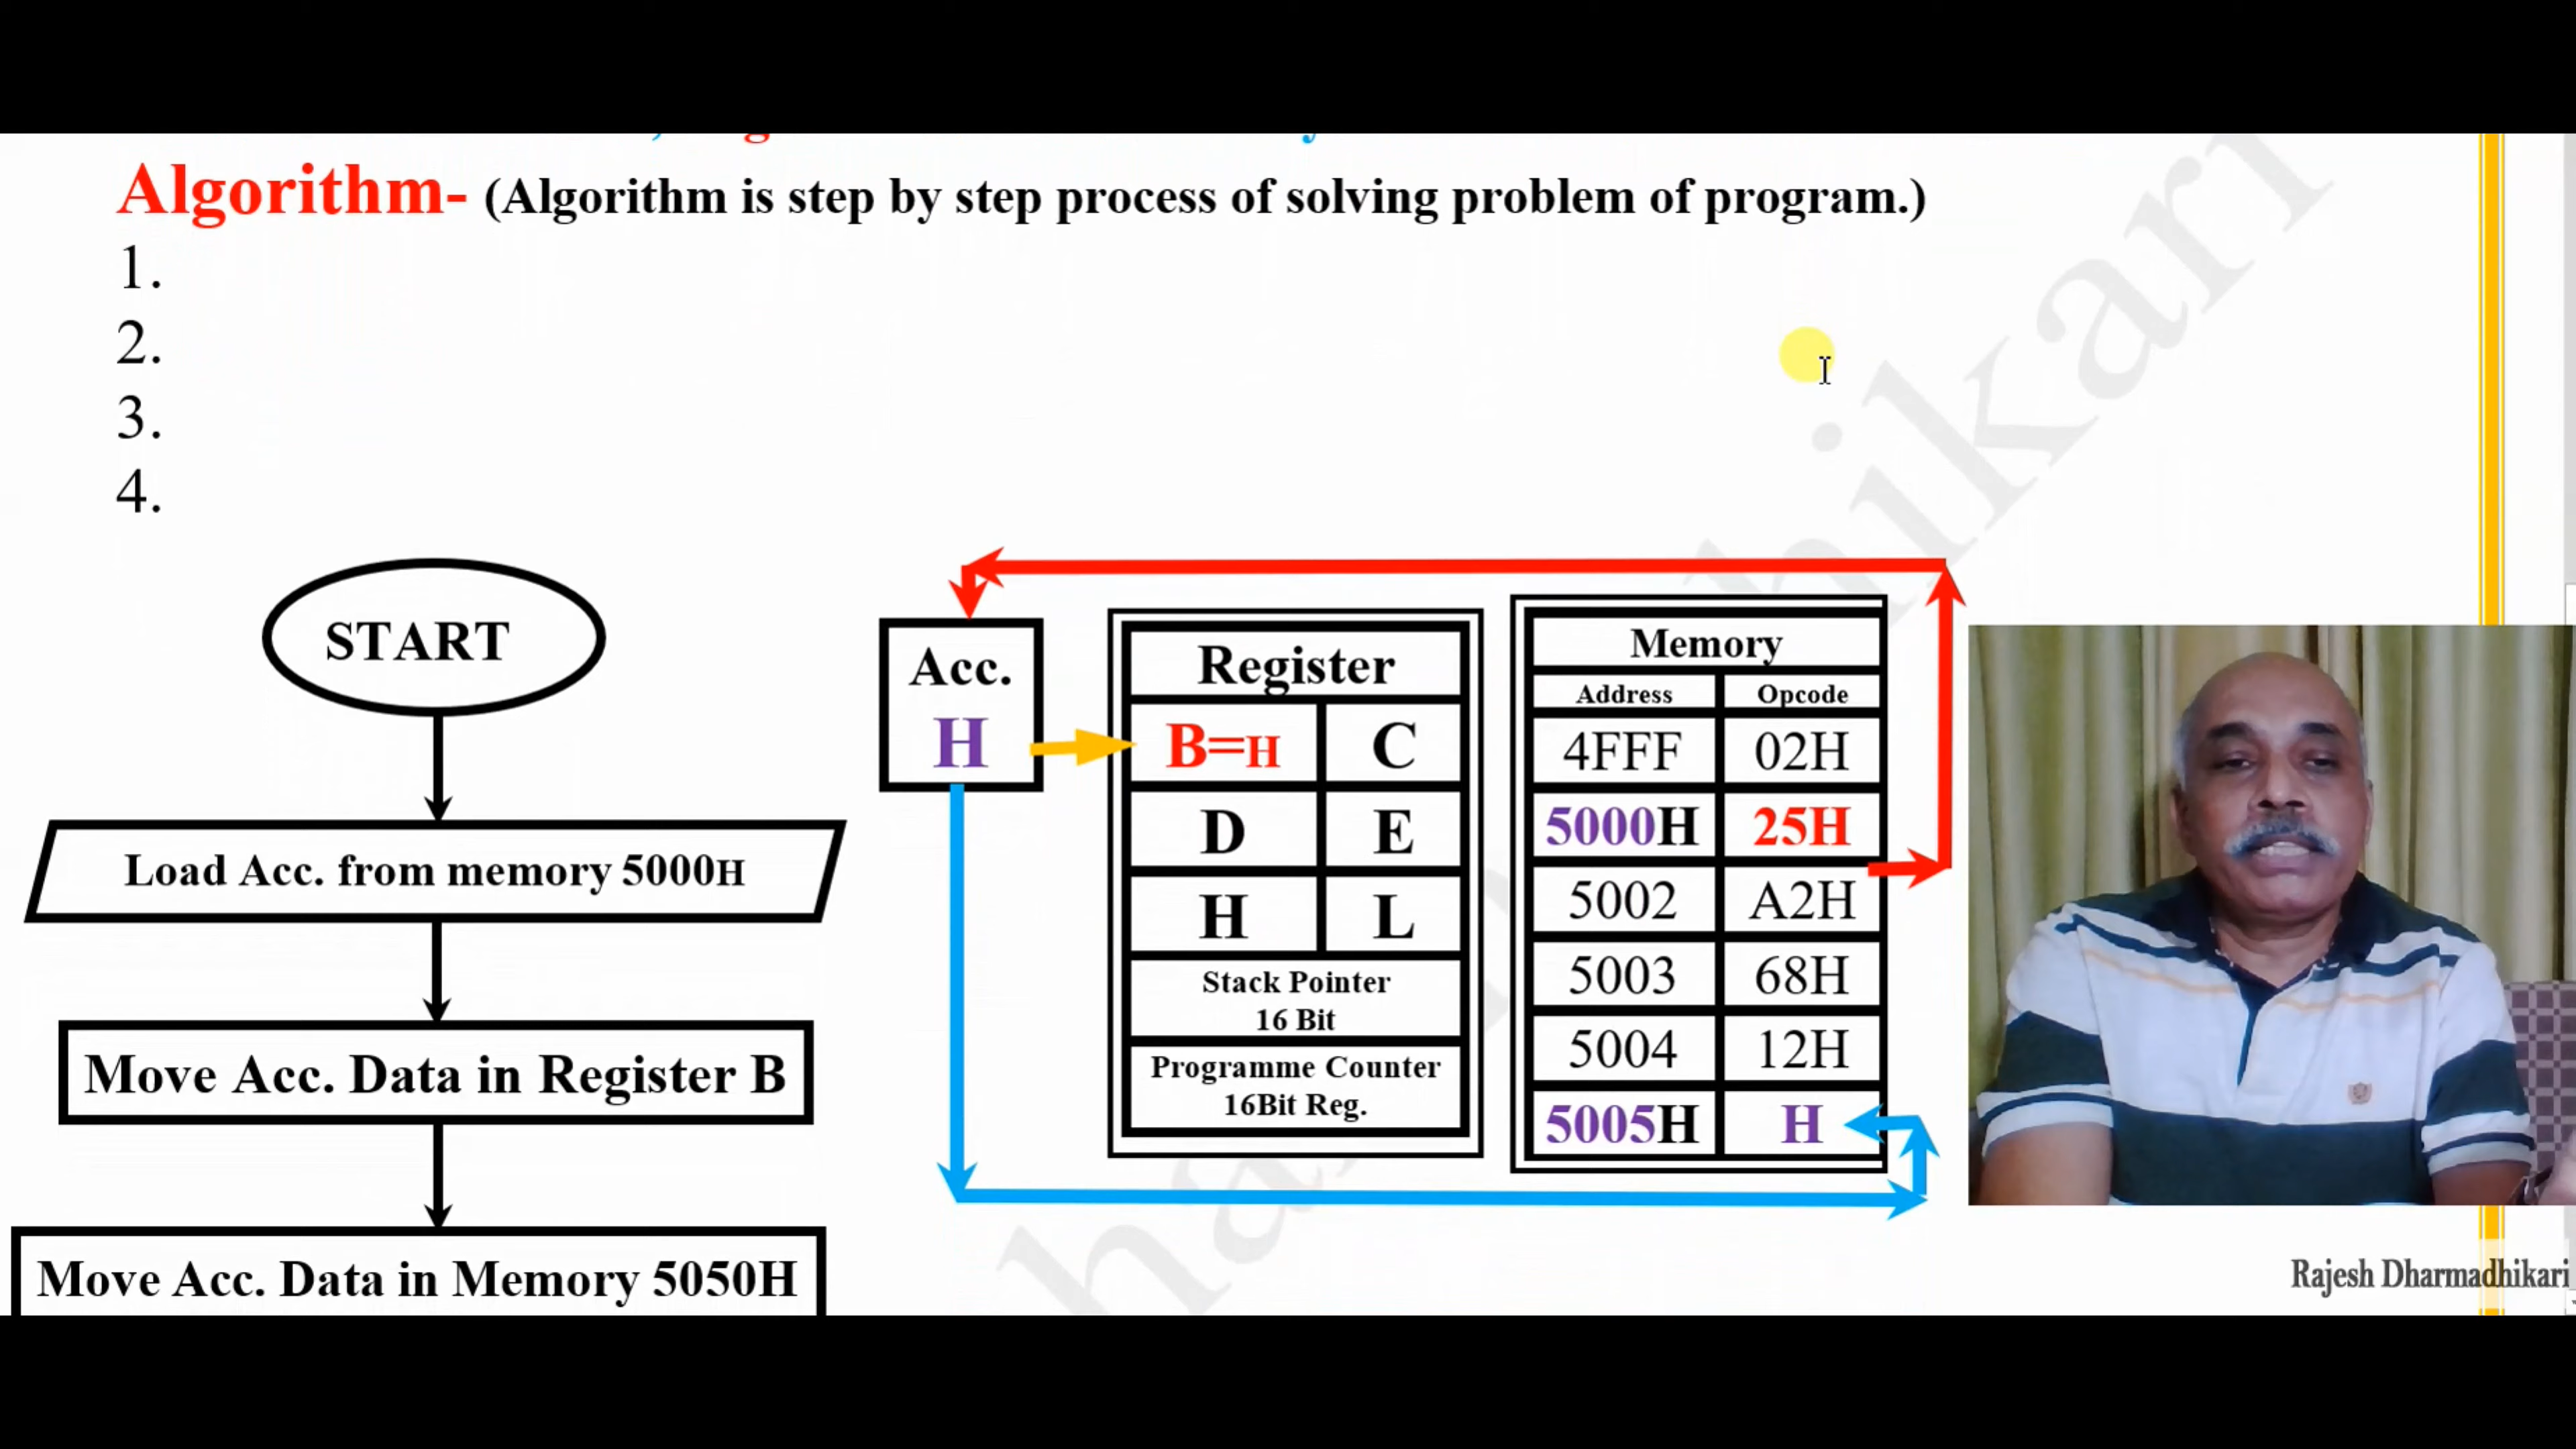 Algorithm- (Algorithm is step by step process of solving problem of program.)
1.
2.
3.
4.
START
Load Acc. from memory 5000H
Move Acc. Data in Register B
Move Acc. Data in Memory 5050H
Acc.
H
Register
B=H C
D E
H L
Stack Pointer
16 Bit
Programme Counter
16Bit Reg.
Memory
Address Opcode
4FFF 02H
5000H 25H
5002 A2H
5003 68H
5004 12H
5005H H
Rajesh Dharmadhikari